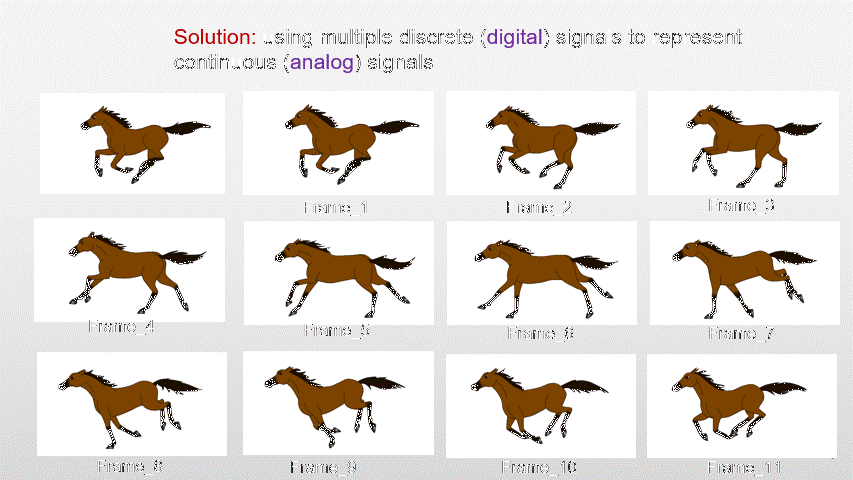 Solution: using multiple discrete (digital) signals to represent
continuous (analog) signals
Frame_1
Frame_2
Frame_3
Frame_4
Frame_5
Frame_6
Frame_7
Frame_8
Frame_9
Frame_10
Frame_11